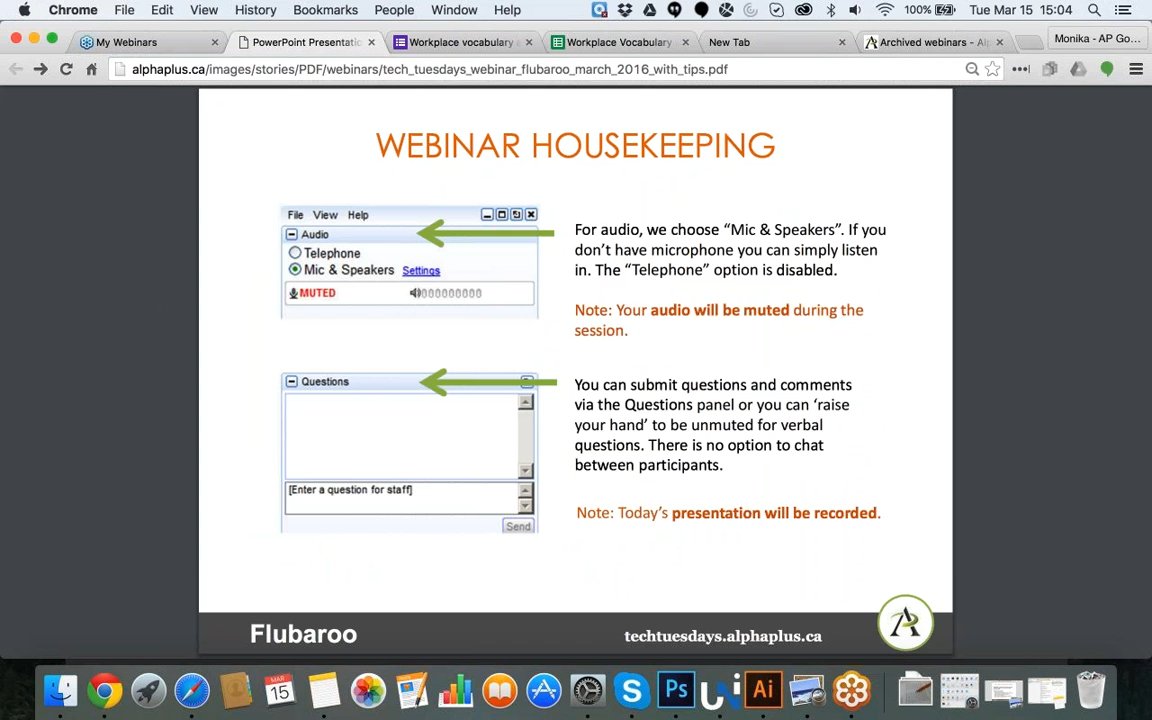 Chrome File Edit View History Bookmarks People Window Help 100% Tue Mar 15 15:04
My Webinars PowerPoint Presentatio Workplace vocabulary a Workplace Vocabulary New Tab Archived webinars - Alp Monika - AP Go...
alphaplus.ca/images/stories/PDF/webinars/tech_tuesdays_webinar_flubaroo_march_2016_with_tips.pdf
WEBINAR HOUSEKEEPING
File View Help
Audio
Telephone
Mic & Speakers Settings
MUTED 000000000
For audio, we choose “Mic & Speakers”. If you
don’t have microphone you can simply listen
in. The “Telephone” option is disabled.
Note: Your audio will be muted during the
session.
Questions
[Enter a question for staff]
Send
You can submit questions and comments
via the Questions panel or you can ‘raise
your hand’ to be unmuted for verbal
questions. There is no option to chat
between participants.
Note: Today’s presentation will be recorded.
Flubaroo
techtuesdays.alphaplus.ca
MAR
15
Ps
Ai